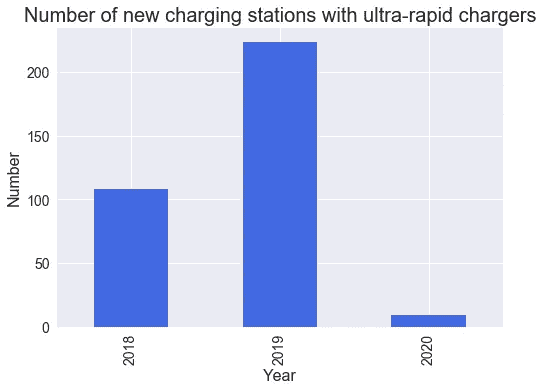 Number of new charging stations with ultra-rapid chargers
200
150
100
50
0
Number
2018
2019
2020
Year